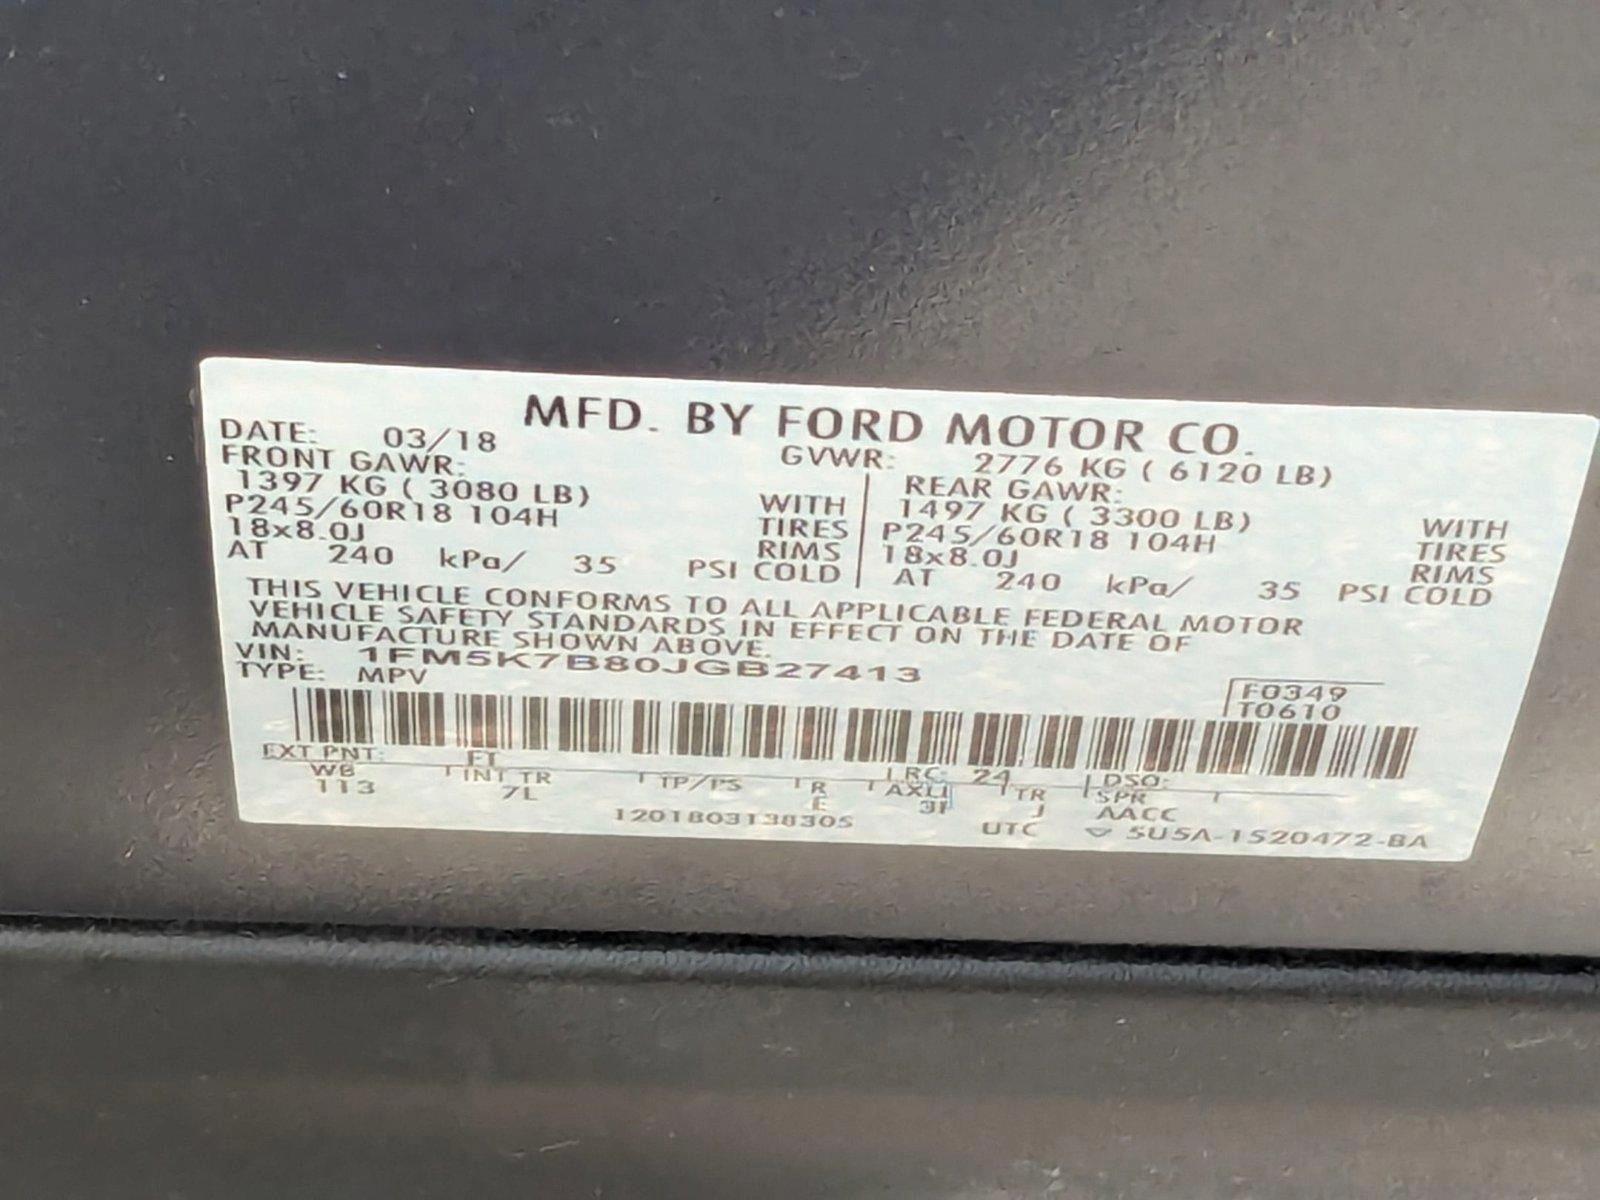 MFD. BY FORD MOTOR CO.
DATE: 03/18 GVWR: 2776 KG ( 6120 LB)
FRONT GAWR: REAR GAWR:
1397 KG ( 3080 LB) WITH 1497 KG ( 3300 LB) WITH
P245/60R18 104H TIRES P245/60R18 104H TIRES
18x8.0J RIMS 18x8.0J RIMS
AT 240 kPa/ 35 PSI COLD AT 240 kPa/ 35 PSI COLD
THIS VEHICLE CONFORMS TO ALL APPLICABLE FEDERAL MOTOR
VEHICLE SAFETY STANDARDS IN EFFECT ON THE DATE OF
MANUFACTURE SHOWN ABOVE.
VIN: 1FM5K7B80JGB27413
TYPE: MPV
F0349
T0610
EXT PNT: FT RC: 24 DSO:
WB INT TR TP/PS R AXLE TR SPR
113 7L E 3F J AACC
1201803138305 UTC 5U5A-1520472-BA